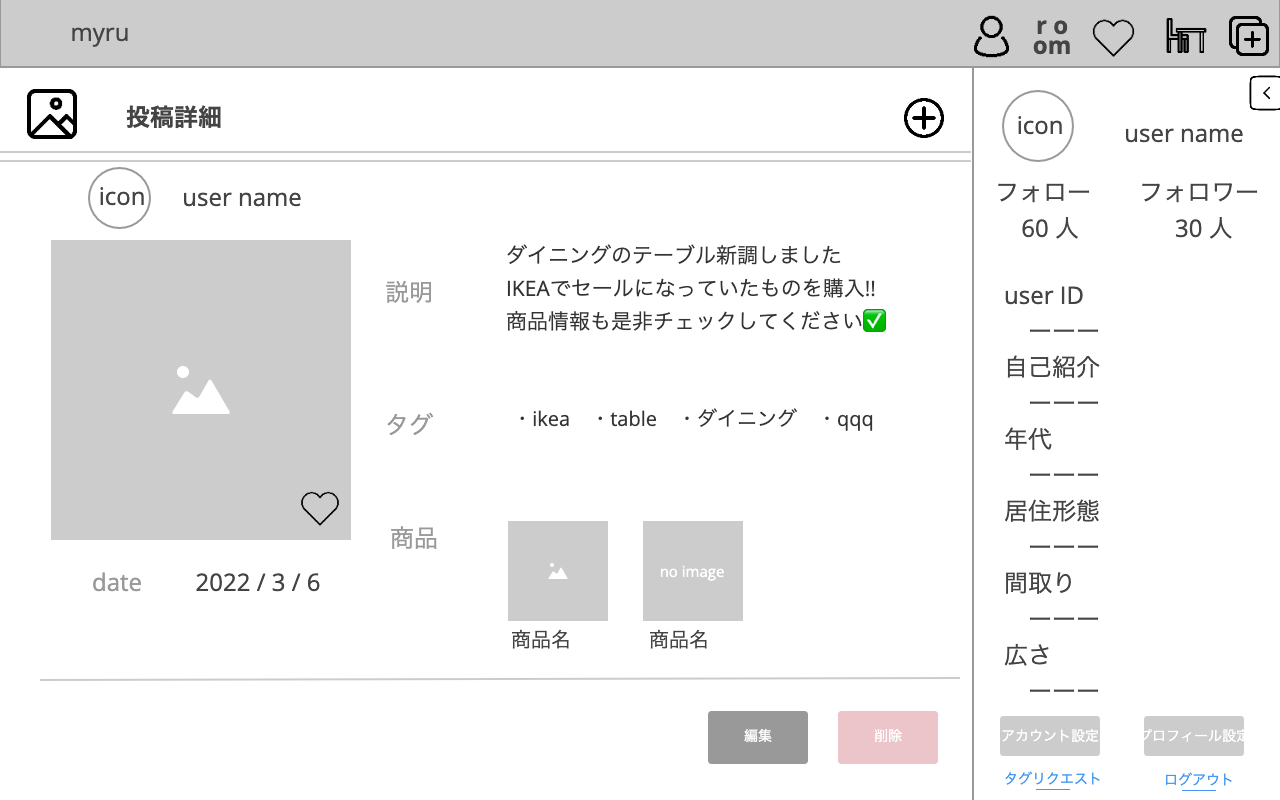 myru
r o
om
投稿詳細
icon
user name
説明
ダイニングのテーブル新調しました
IKEAでセールになっていたものを購入!!
商品情報も是非チェックしてください✅
タグ
・ikea ・table ・ダイニング ・qqq
商品
no image
商品名
商品名
date
2022 / 3 / 6
編集
削除
icon
user name
フォロー
60 人
フォロワー
30 人
user ID
ーーー
自己紹介
ーーー
年代
ーーー
居住形態
ーーー
間取り
ーーー
広さ
ーーー
アカウント設定
プロフィール設定
タグリクエスト
ログアウト